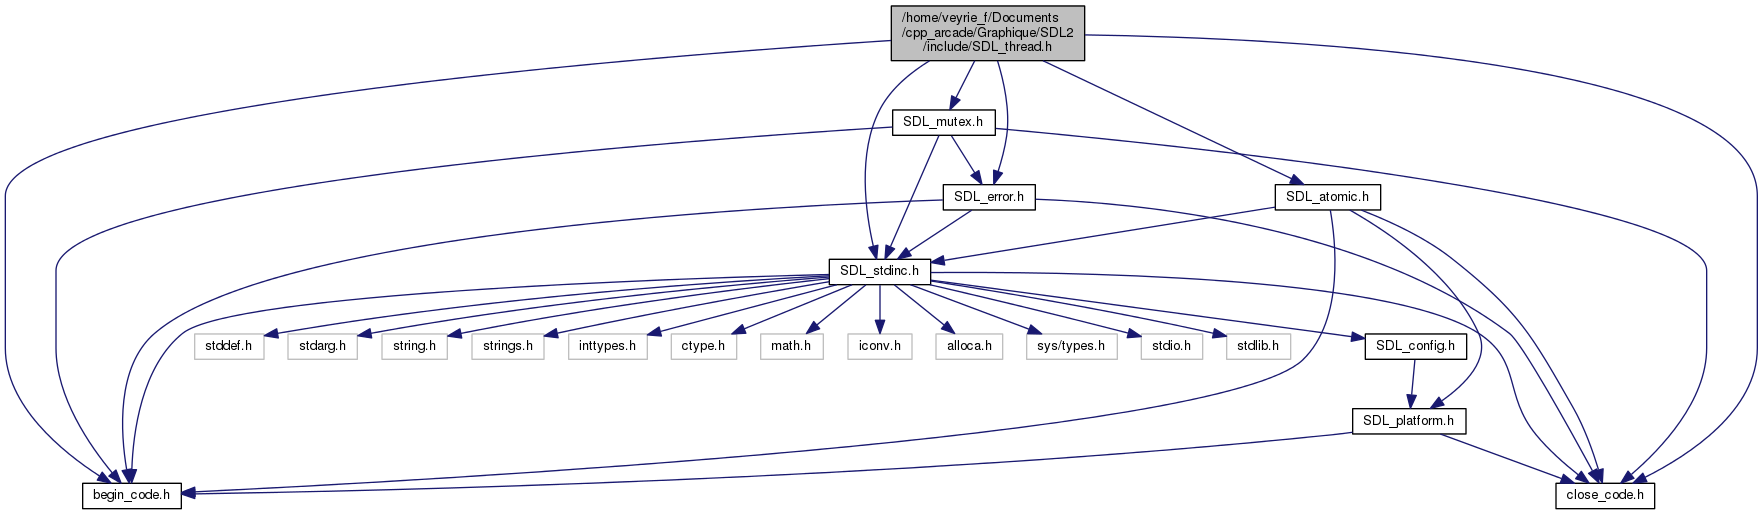 /home/veyrie_f/Documents
/cpp_arcade/Graphique/SDL2
/include/SDL_thread.h
SDL_mutex.h
SDL_error.h
SDL_atomic.h
SDL_stdinc.h
stddef.h
stdarg.h
string.h
strings.h
inttypes.h
ctype.h
math.h
iconv.h
alloca.h
sys/types.h
stdio.h
stdlib.h
SDL_config.h
SDL_platform.h
begin_code.h
close_code.h